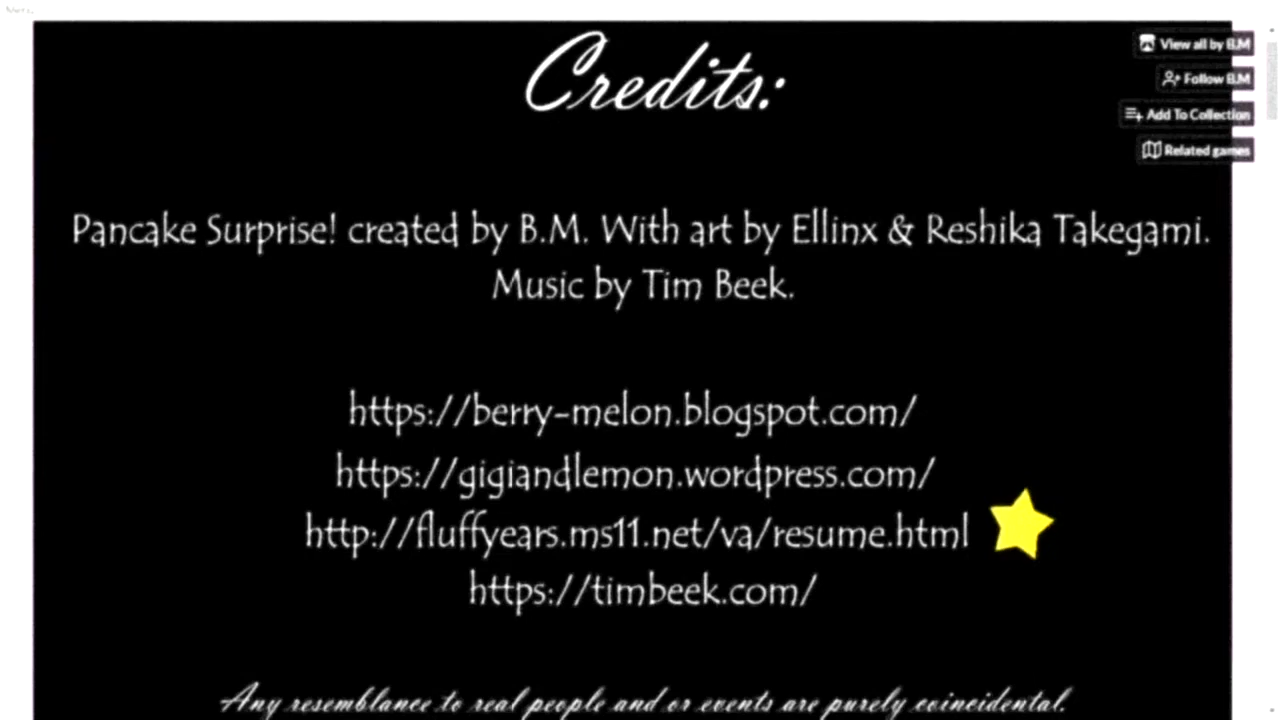 Credits:
View all by B.M
Follow B.M
Add To Collection
Related games
Pancake Surprise! created by B.M. With art by Ellinx & Reshika Takegami.
Music by Tim Beek.
https://berry-melon.blogspot.com/
https://gigiandlemon.wordpress.com/
http://fluffyears.ms11.net/va/resume.html
https://timbeek.com/
Any resemblance to real people and or events are purely coincidental.